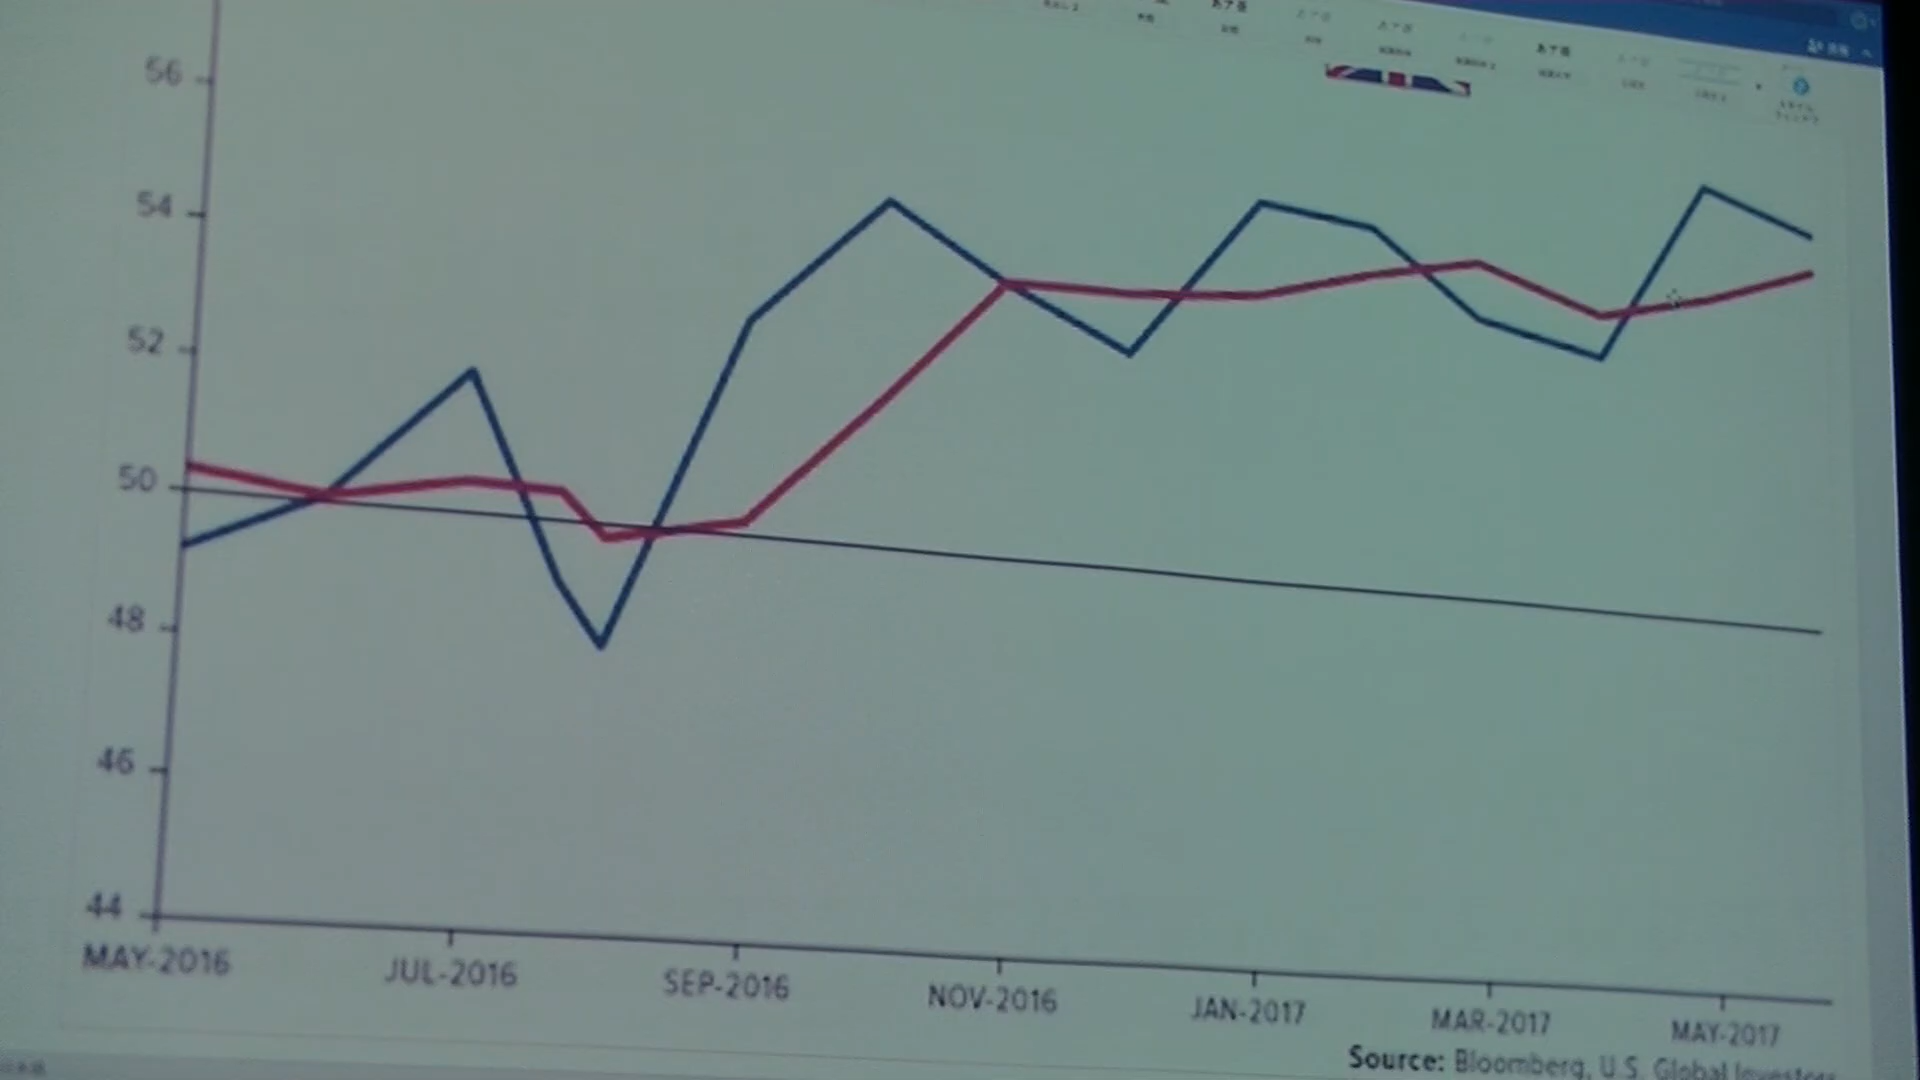 56
54
52
50
48
46
44
MAY-2016
JUL-2016
SEP-2016
NOV-2016
JAN-2017
MAR-2017
MAY-2017
Source: Bloomberg, U.S. Global Investors